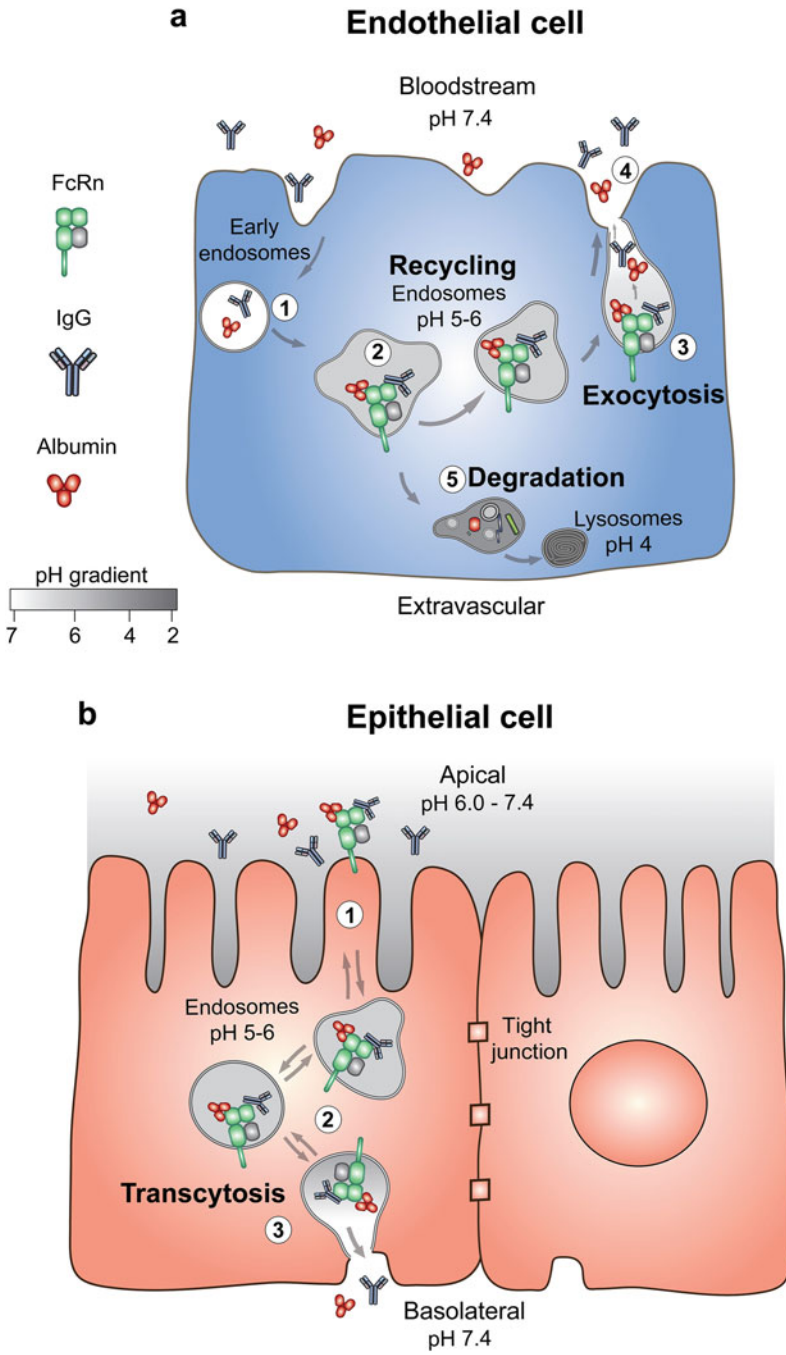 a
Endothelial cell
Bloodstream
pH 7.4
FcRn
IgG
Albumin
pH gradient
7 6 4 2
Early
endosomes
1
Recycling
Endosomes
pH 5-6
2
4
3
Exocytosis
5 Degradation
Lysosomes
pH 4
Extravascular
b
Epithelial cell
Apical
pH 6.0 - 7.4
1
Endosomes
pH 5-6
Tight
junction
2
Transcytosis
3
Basolateral
pH 7.4